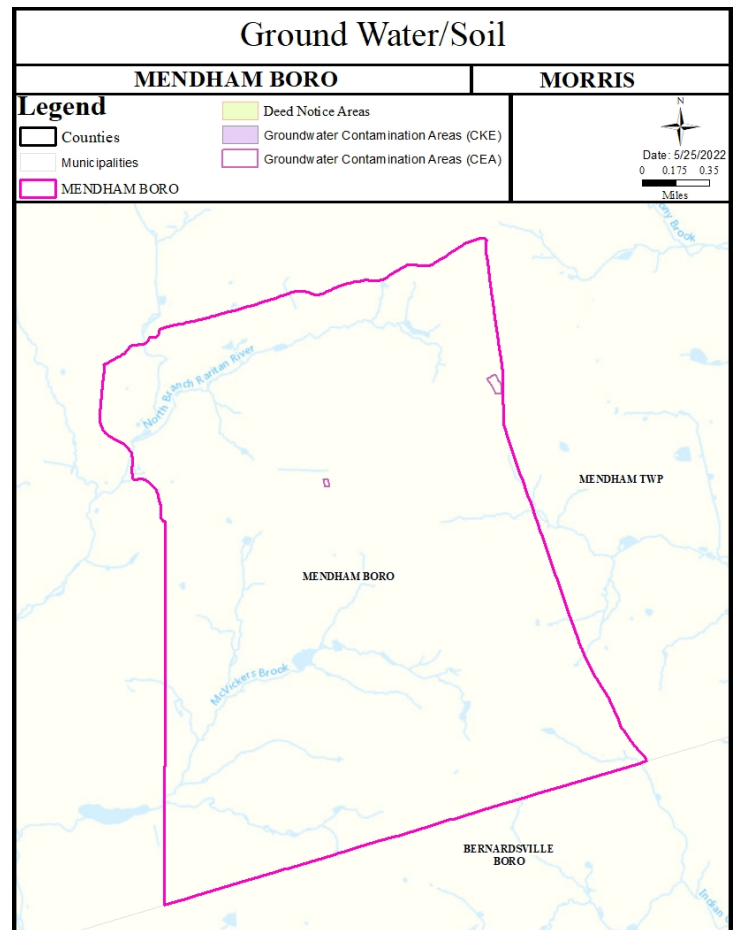 Ground Water/Soil
MENDHAM BORO
MORRIS
Legend
Counties
Municipalities
MENDHAM BORO
Deed Notice Areas
Groundwater Contamination Areas (CKE)
Groundwater Contamination Areas (CEA)
N
Date: 5/25/2022
0 0.175 0.35
Miles
Brook
North Branch Raritan River
MENDHAM TWP
MENDHAM BORO
McVickers Brook
BERNARDSVILLE
BORO
Indian